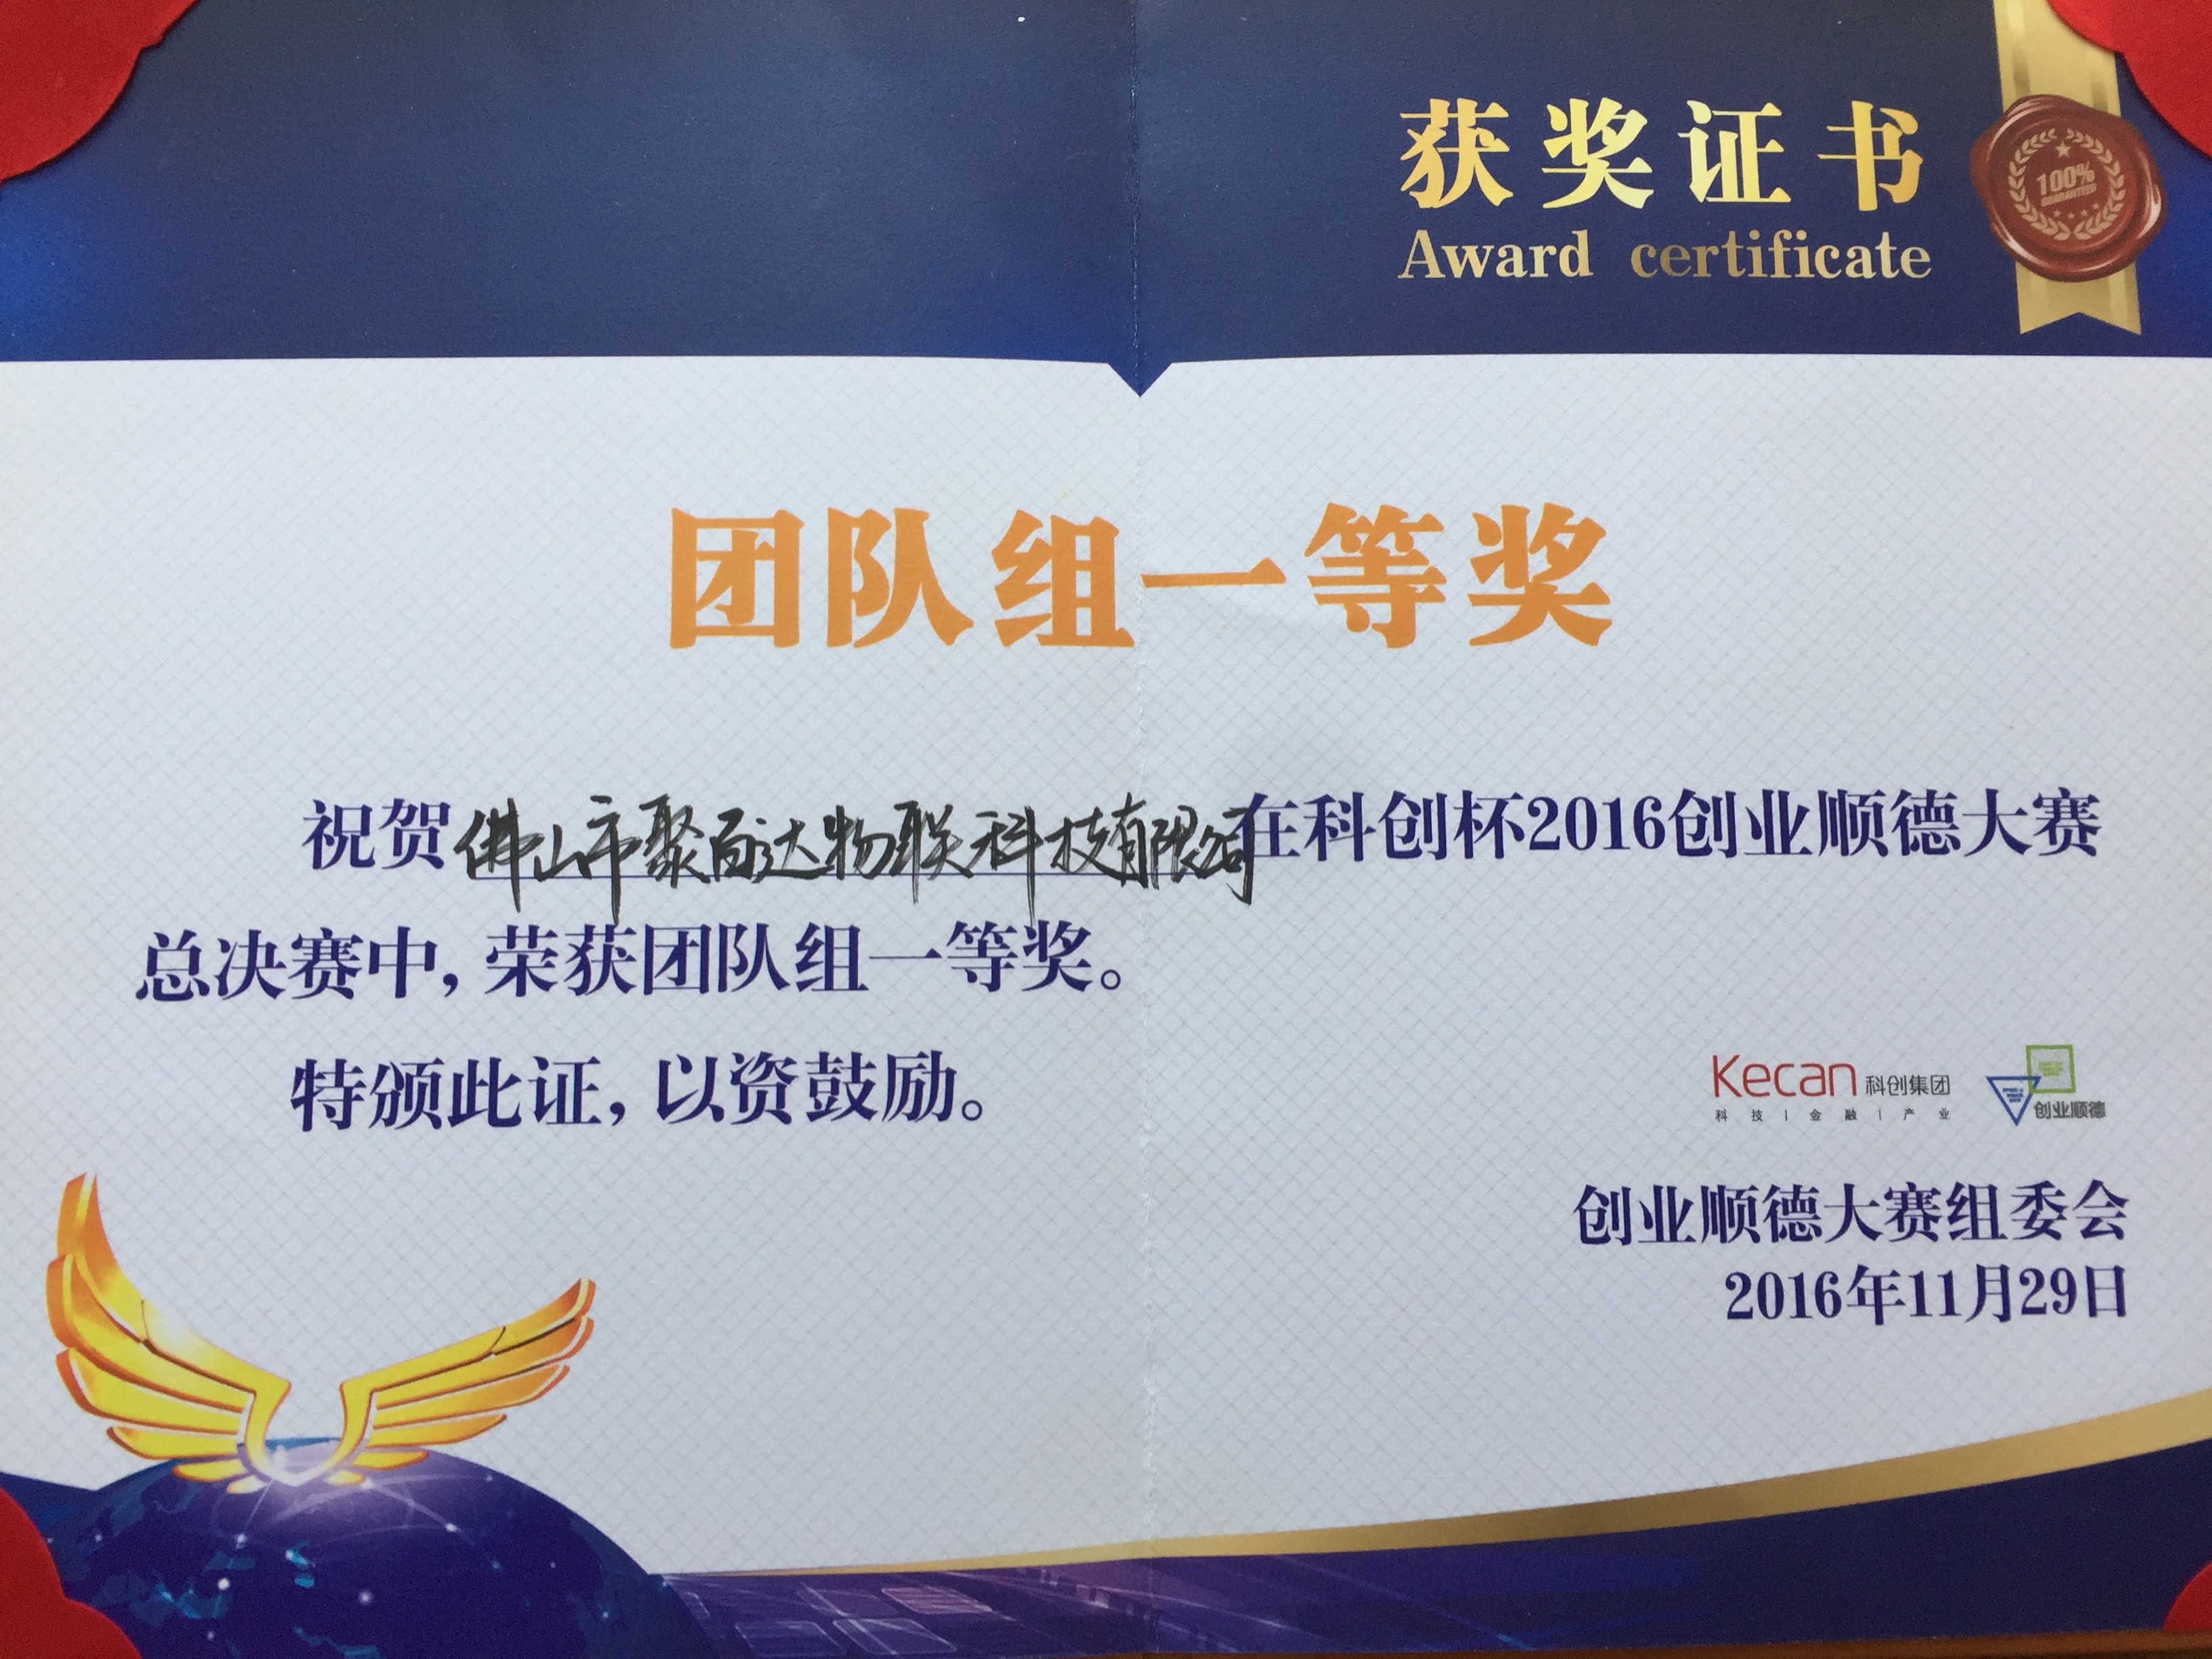 获奖证书
Award certificate
100%
GUARANTEED
团队组一等奖
祝贺佛山市聚百达物联科技有限公司在科创杯2016创业顺德大赛
总决赛中，荣获团队组一等奖。
特颁此证，以资鼓励。
Kecan 科创集团
科技|金融|产业
创业顺德
创业顺德大赛组委会
2016年11月29日